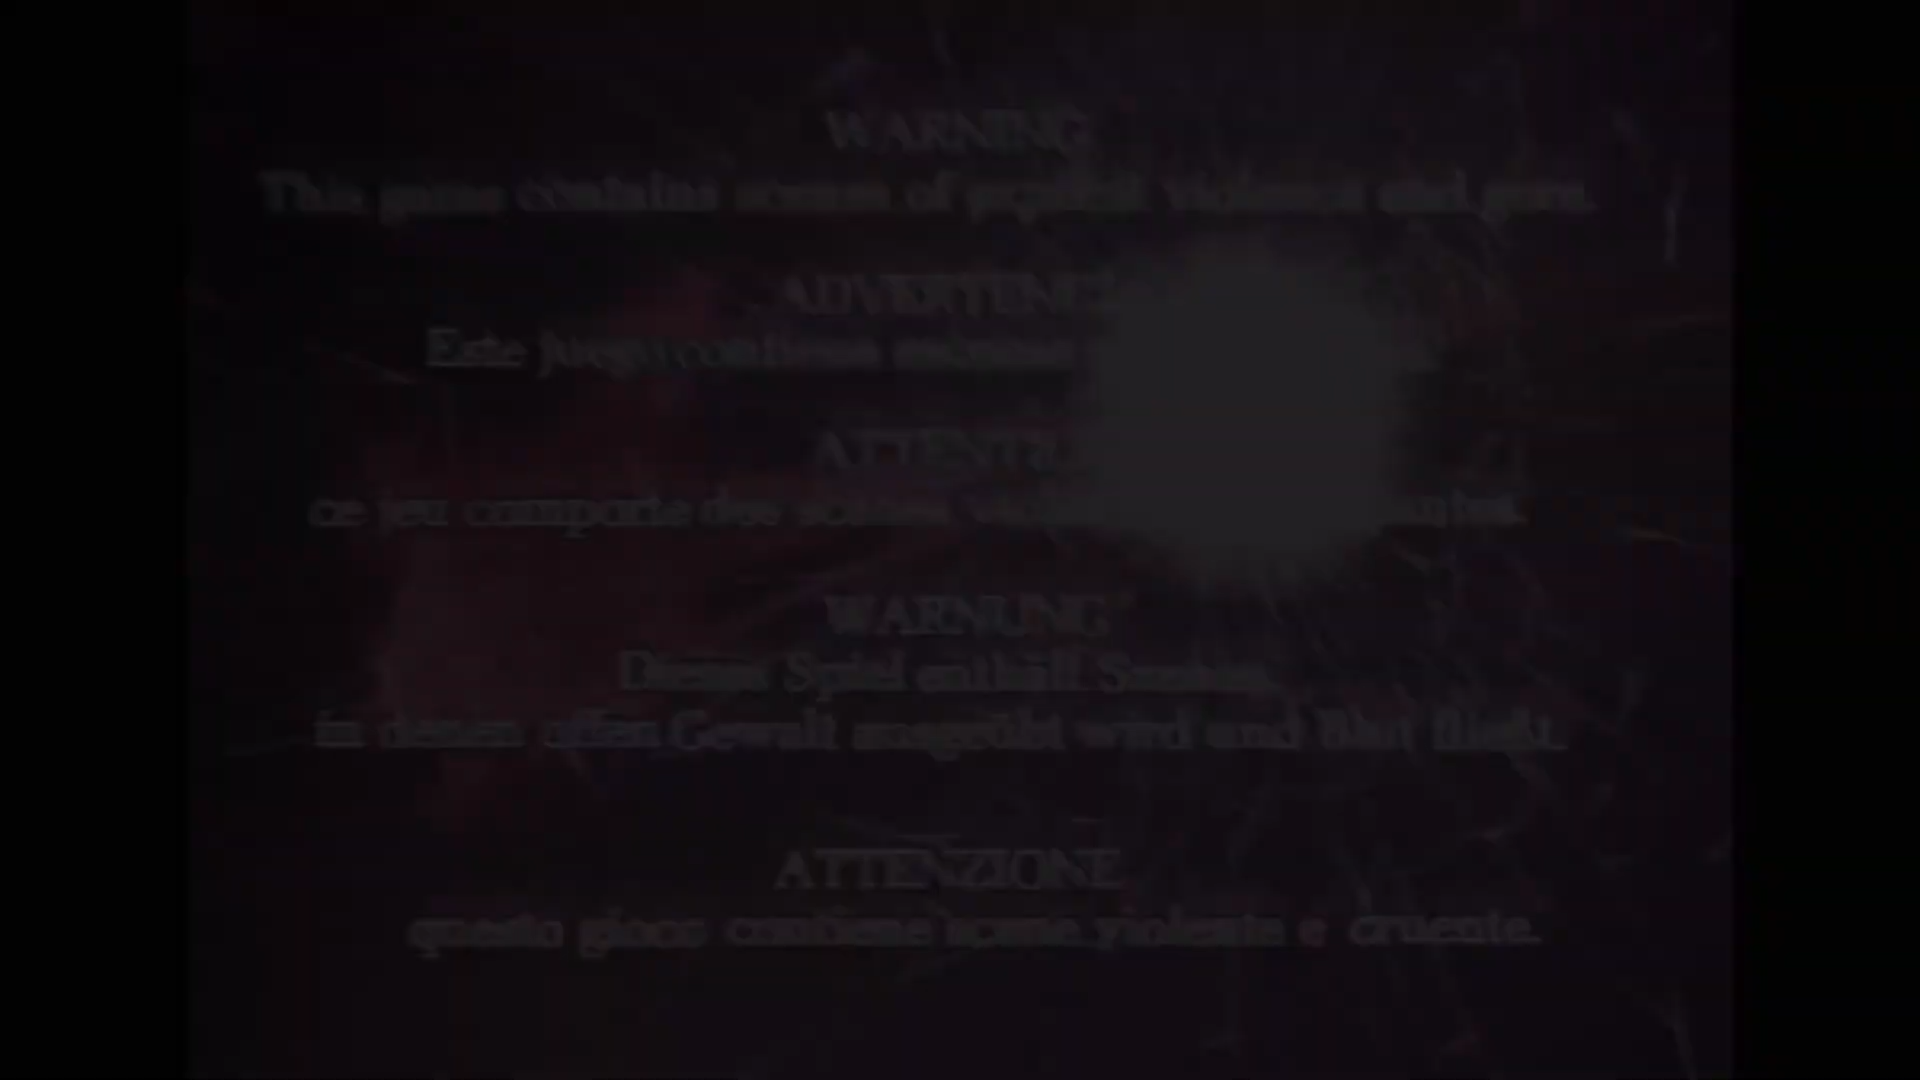 WARNING
This game contains scenes of explicit violence and gore.
Este juego contiene
ce jeu comporte des scènes
WARNUNG
Dieses Spiel enthält Szenen,
in denen offen Gewalt ausgeübt wird und Blut fließt.
ATTENZIONE
questo gioco contiene scene violente e cruente.